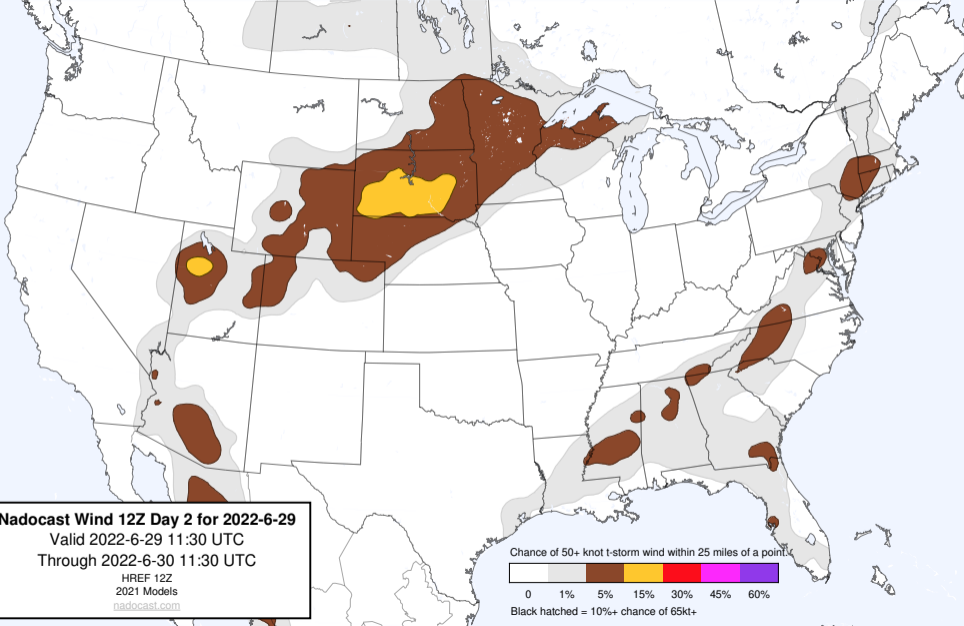 Nadocast Wind 12Z Day 2 for 2022-6-29
Valid 2022-6-29 11:30 UTC
Through 2022-6-30 11:30 UTC
HREF 12Z
2021 Models
nadocast.com
Chance of 50+ knot t-storm wind within 25 miles of a point.
0 1% 5% 15% 30% 45% 60%
Black hatched = 10%+ chance of 65kt+